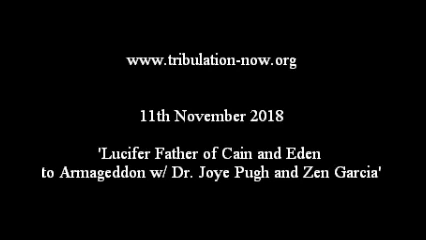 www.tribulation-now.org
11th November 2018
'Lucifer Father of Cain and Eden
to Armageddon w/ Dr. Joye Pugh and Zen Garcia'